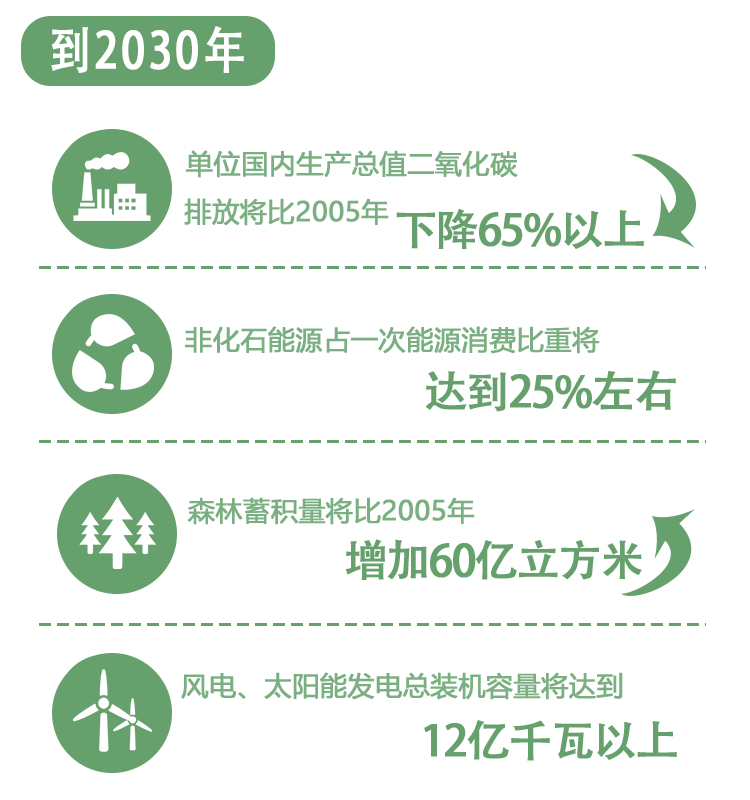 到2030年
单位国内生产总值二氧化碳
排放将比2005年
下降65%以上
非化石能源占一次能源消费比重将
达到25%左右
森林蓄积量将比2005年
增加60亿立方米
风电、太阳能发电总装机容量将达到
12亿千瓦以上